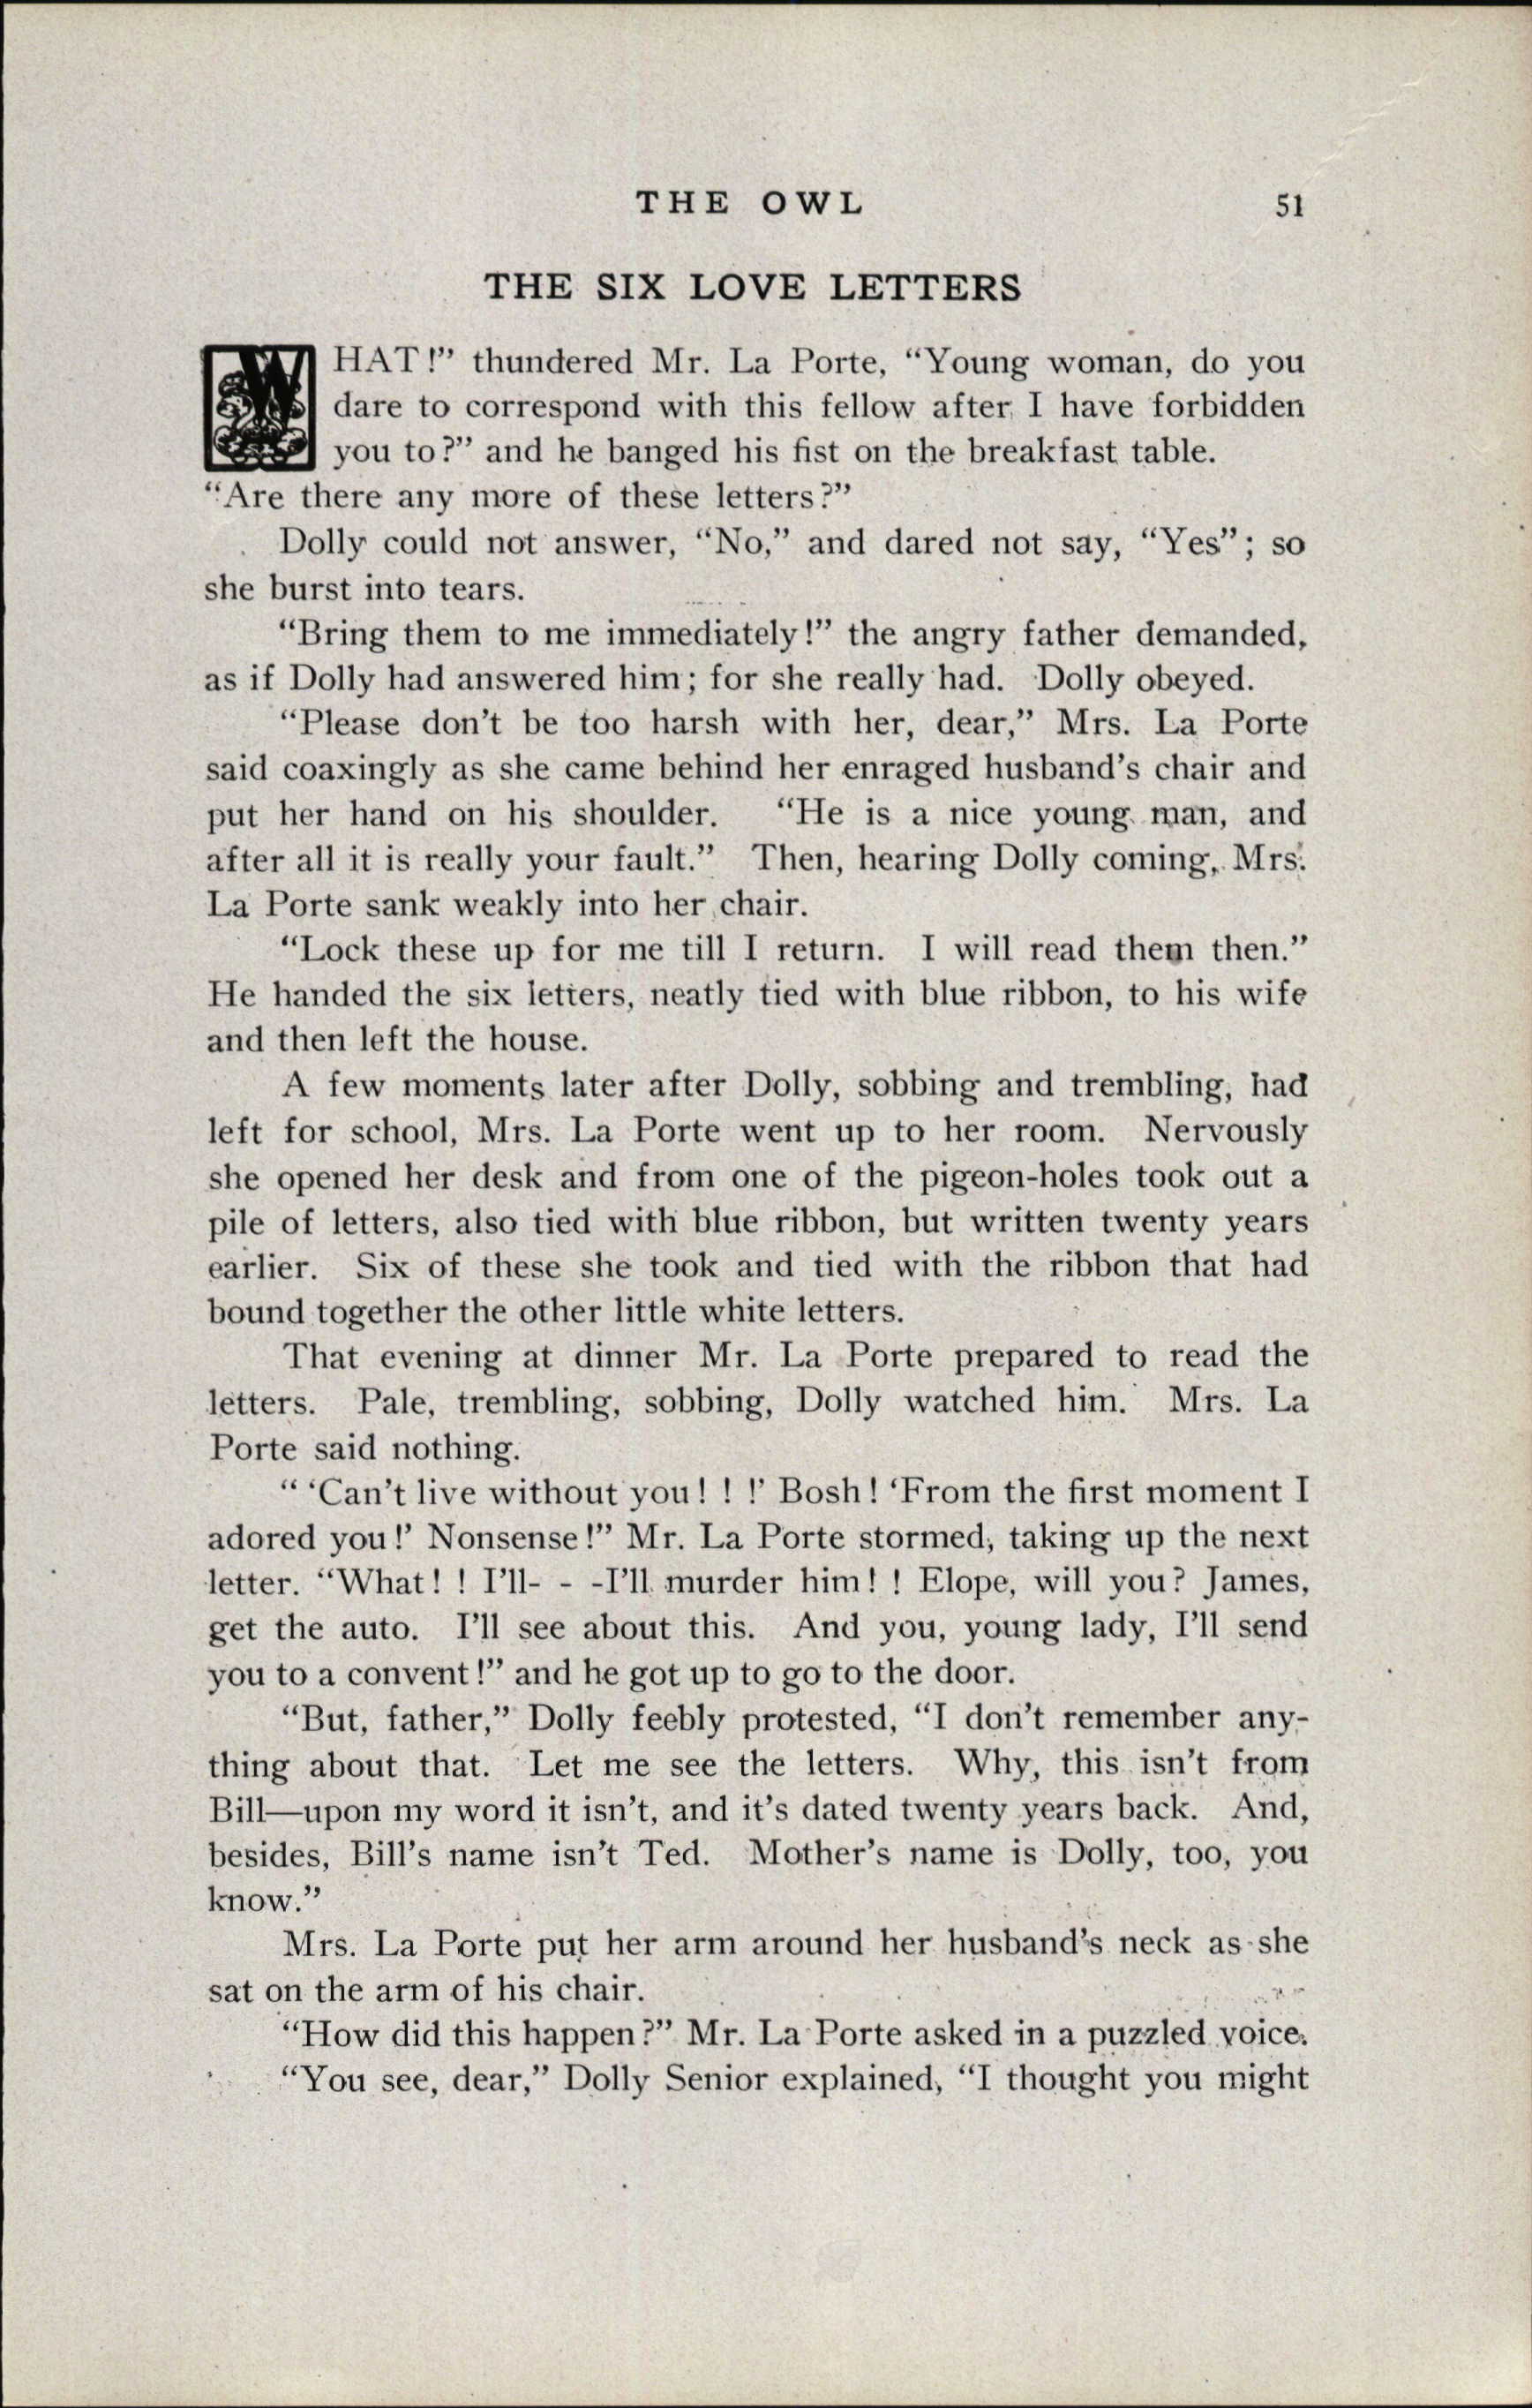 THE OWL 51
THE SIX LOVE LETTERS
WHAT!" thundered Mr. La Porte, "Young woman, do you
dare to correspond with this fellow after I have forbidden
you to?" and he banged his fist on the breakfast table.
"Are there any more of these letters?"
Dolly could not answer, "No," and dared not say, "Yes"; so
she burst into tears.
"Bring them to me immediately!" the angry father demanded,
as if Dolly had answered him; for she really had. Dolly obeyed.
"Please don't be too harsh with her, dear," Mrs. La Porte
said coaxingly as she came behind her enraged husband's chair and
put her hand on his shoulder. "He is a nice young man, and
after all it is really your fault." Then, hearing Dolly coming, Mrs.
La Porte sank weakly into her chair.
"Lock these up for me till I return. I will read them then."
He handed the six letters, neatly tied with blue ribbon, to his wife
and then left the house.
A few moments later after Dolly, sobbing and trembling, had
left for school, Mrs. La Porte went up to her room. Nervously
she opened her desk and from one of the pigeon-holes took out a
pile of letters, also tied with blue ribbon, but written twenty years
earlier. Six of these she took and tied with the ribbon that had
bound together the other little white letters.
That evening at dinner Mr. La Porte prepared to read the
letters. Pale, trembling, sobbing, Dolly watched him. Mrs. La
Porte said nothing.
" 'Can't live without you! ! !' Bosh! 'From the first moment I
adored you!' Nonsense!" Mr. La Porte stormed, taking up the next
letter. "What! ! I'll- - -I'll murder him! ! Elope, will you? James,
get the auto. I'll see about this. And you, young lady, I'll send
you to a convent!" and he got up to go to the door.
"But, father," Dolly feebly protested, "I don't remember any-
thing about that. Let me see the letters. Why, this isn't from
Bill—upon my word it isn't, and it's dated twenty years back. And,
besides, Bill's name isn't Ted. Mother's name is Dolly, too, you
know."
Mrs. La Porte put her arm around her husband's neck as she
sat on the arm of his chair.
"How did this happen?" Mr. La Porte asked in a puzzled voice.
"You see, dear," Dolly Senior explained, "I thought you might